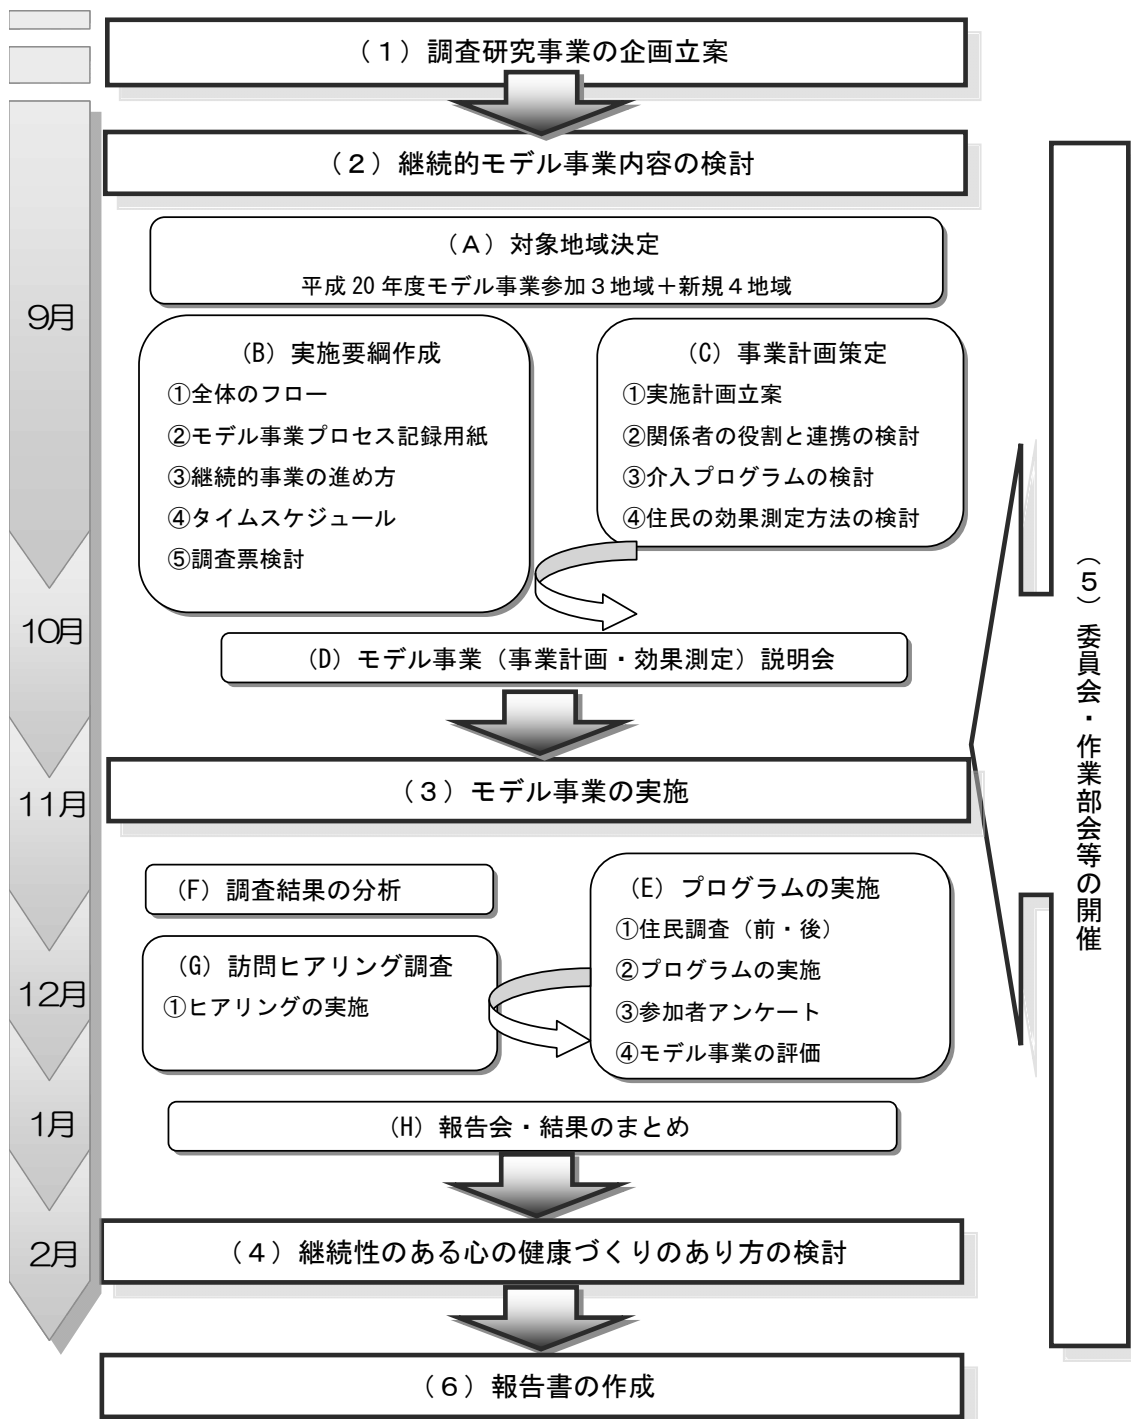 （１）調査研究事業の企画立案
（２）継続的モデル事業内容の検討
（A）対象地域決定
平成 20 年度モデル事業参加３地域＋新規４地域
9月
（B）実施要綱作成
①全体のフロー
②モデル事業プロセス記録用紙
③継続的事業の進め方
④タイムスケジュール
⑤調査票検討
（C）事業計画策定
①実施計画立案
②関係者の役割と連携の検討
③介入プログラムの検討
④住民の効果測定方法の検討
10月
（D）モデル事業（事業計画・効果測定）説明会
11月
（３）モデル事業の実施
（５）委員会・作業部会等の開催
（F）調査結果の分析
（G）訪問ヒアリング調査
①ヒアリングの実施
（E）プログラムの実施
①住民調査（前・後）
②プログラムの実施
③参加者アンケート
④モデル事業の評価
12月
1月
（H）報告会・結果のまとめ
2月
（４）継続性のある心の健康づくりのあり方の検討
（６）報告書の作成